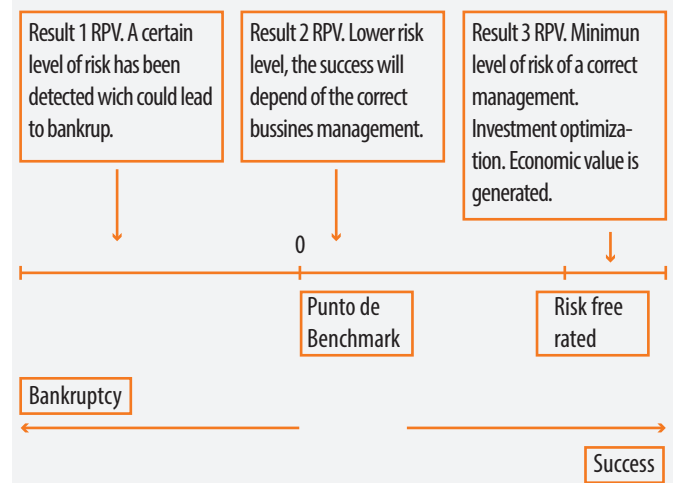 Result 1 RPV. A certain
level of risk has been
detected wich could lead
to bankrup.
Result 2 RPV. Lower risk
level, the success will
depend of the correct
bussines management.
Result 3 RPV. Minimun
level of risk of a correct
management.
Investment optimiza-
tion. Economic value is
generated.
0
Punto de
Benchmark
Risk free
rated
Bankruptcy
Success